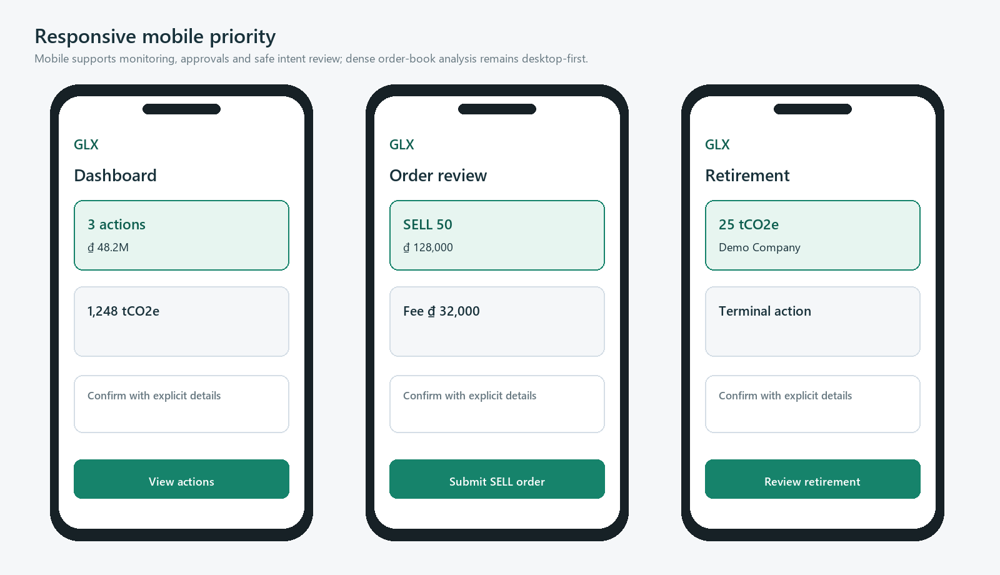 Responsive mobile priority
Mobile supports monitoring, approvals and safe intent review; dense order-book analysis remains desktop-first.
GLX
Dashboard
3 actions
₫ 48.2M
1,248 tCO2e
Confirm with explicit details
View actions
GLX
Order review
SELL 50
₫ 128,000
Fee ₫ 32,000
Confirm with explicit details
Submit SELL order
GLX
Retirement
25 tCO2e
Demo Company
Terminal action
Confirm with explicit details
Review retirement